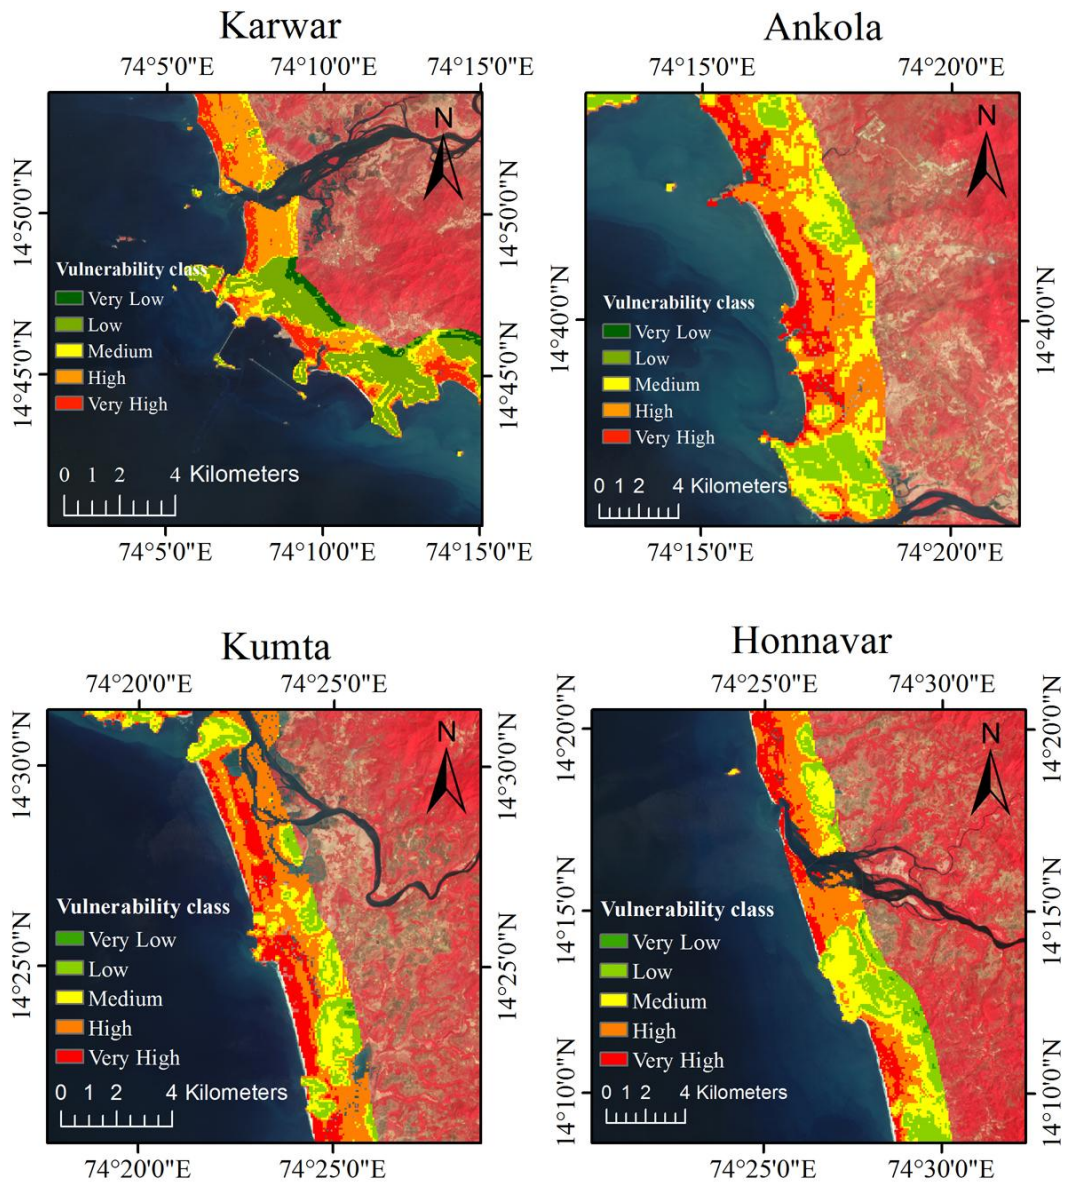 Karwar
74°5'0"E 74°10'0"E 74°15'0"E
14°50'0"N
14°45'0"N
N
14°50'0"N
14°45'0"N
Vulnerability class
Very Low
Low
Medium
High
Very High
0 1 2 4 Kilometers
74°5'0"E 74°10'0"E 74°15'0"E
Ankola
74°15'0"E 74°20'0"E
14°40'0"N
N
14°40'0"N
Vulnerability class
Very Low
Low
Medium
High
Very High
0 1 2 4 Kilometers
74°15'0"E 74°20'0"E
Kumta
74°20'0"E 74°25'0"E
14°30'0"N
14°25'0"N
N
14°30'0"N
14°25'0"N
Vulnerability class
Very Low
Low
Medium
High
Very High
0 1 2 4 Kilometers
74°20'0"E 74°25'0"E
Honnavar
74°25'0"E 74°30'0"E
14°20'0"N
14°15'0"N
14°10'0"N
N
14°20'0"N
14°15'0"N
14°10'0"N
Vulnerability class
Very Low
Low
Medium
High
Very High
0 1 2 4 Kilometers
74°25'0"E 74°30'0"E